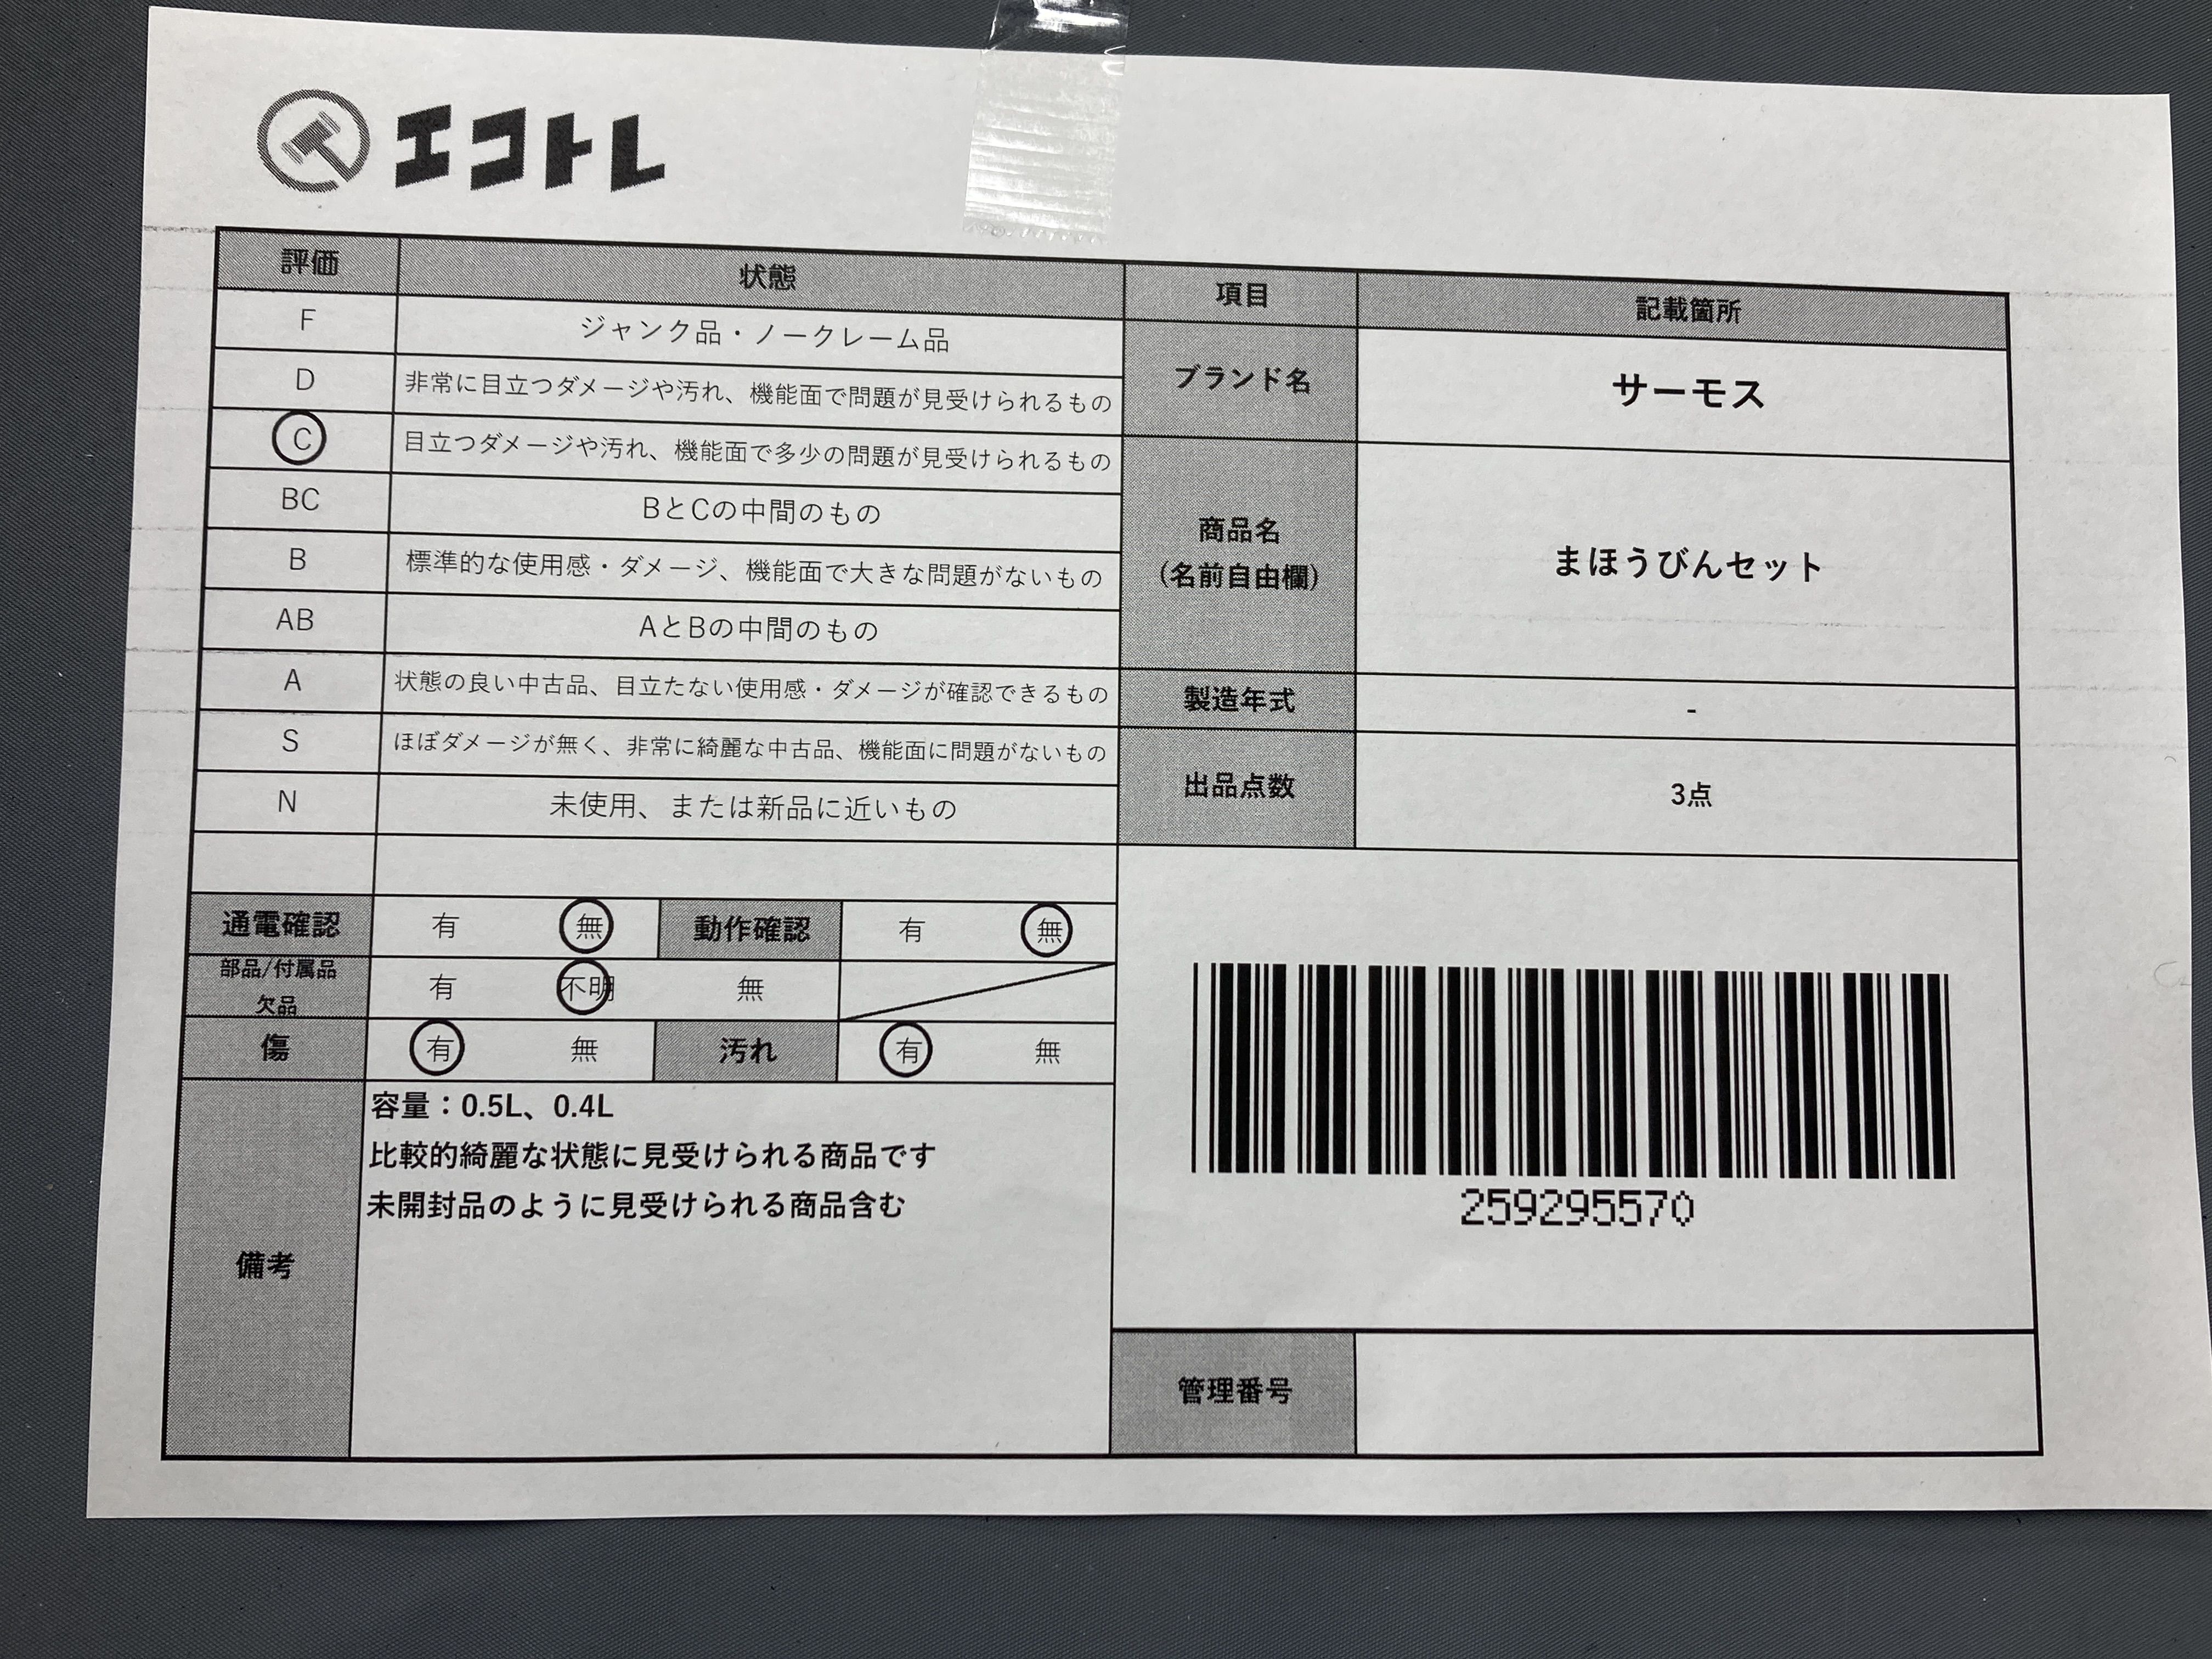 エコトレ
評価 状態 項目 記載箇所
F ジャンク品・ノークレーム品
D 非常に目立つダメージや汚れ、機能面で問題が見受けられるもの
C 目立つダメージや汚れ、機能面で多少の問題が見受けられるもの
BC BとCの中間のもの
B 標準的な使用感・ダメージ、機能面で大きな問題がないもの
AB AとBの中間のもの
A 状態の良い中古品、目立たない使用感・ダメージが確認できるもの
S ほぼダメージが無く、非常に綺麗な中古品、機能面に問題がないもの
N 未使用、または新品に近いもの
ブランド名 サーモス
商品名
(名前自由欄)
まほうびんセット
製造年式 -
出品点数 3点
通電確認 有 無 動作確認 有 無
部品/付属品
欠品
有 不明 無
傷 有 無 汚れ 有 無
備考
容量：0.5L、0.4L
比較的綺麗な状態に見受けられる商品です
未開封品のように見受けられる商品含む
259295570
管理番号